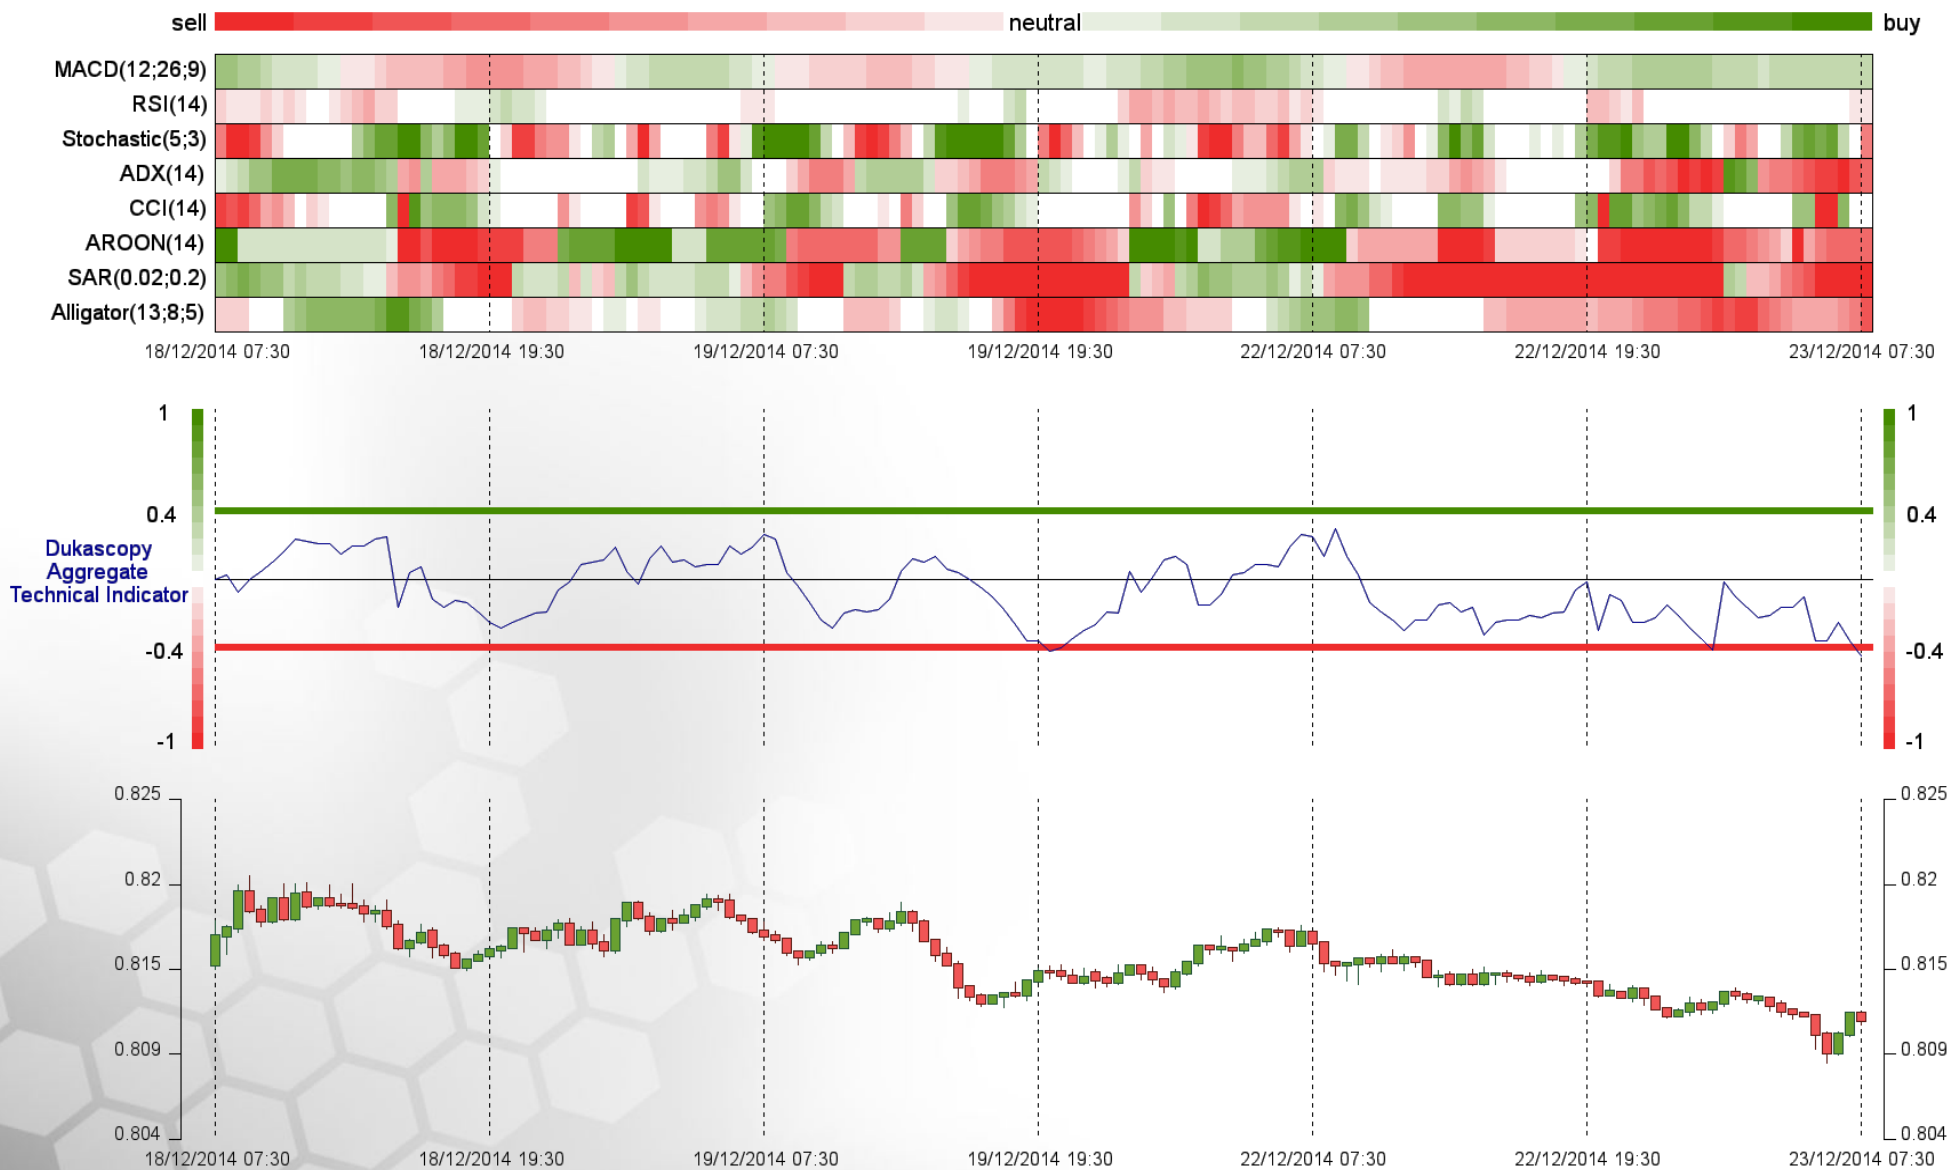 sell neutral buy
MACD(12;26;9)
RSI(14)
Stochastic(5;3)
ADX(14)
CCI(14)
AROON(14)
SAR(0.02;0.2)
Alligator(13;8;5)
18/12/2014 07:30 18/12/2014 19:30 19/12/2014 07:30 19/12/2014 19:30 22/12/2014 07:30 22/12/2014 19:30 23/12/2014 07:30
1 1
0.4 0.4
Dukascopy
Aggregate
Technical Indicator
-0.4 -0.4
-1 -1
0.825 0.825
0.82 0.82
0.815 0.815
0.809 0.809
0.804 0.804
18/12/2014 07:30 18/12/2014 19:30 19/12/2014 07:30 19/12/2014 19:30 22/12/2014 07:30 22/12/2014 19:30 23/12/2014 07:30